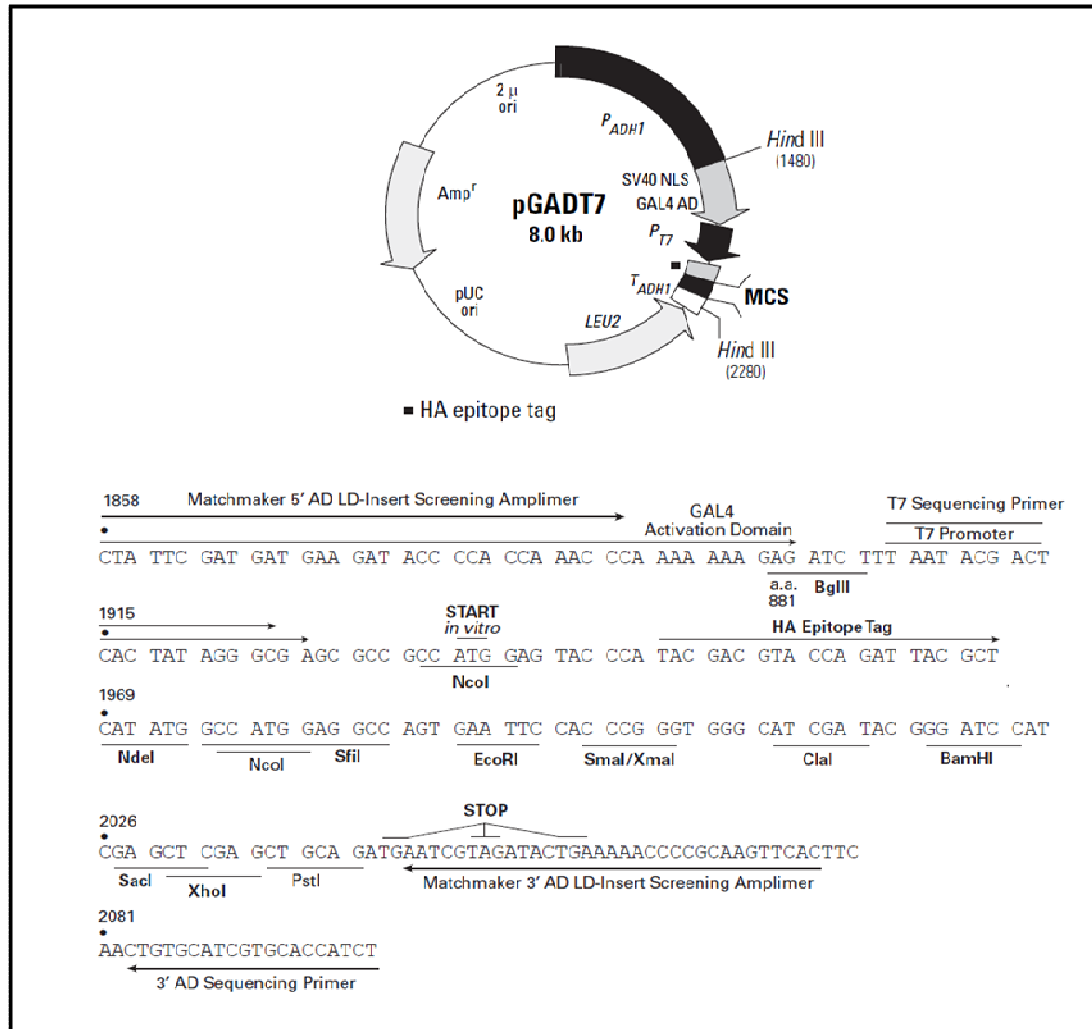 2 μ
ori
P ADH1
Hind III
(1480)
Ampr
SV40 NLS
GAL4 AD
pGADT7
8.0 kb
P T7
T ADH1
MCS
pUC
ori
LEU2
Hind III
(2280)
HA epitope tag
1858 Matchmaker 5′ AD LD-Insert Screening Amplimer
GAL4
Activation Domain
T7 Sequencing Primer
T7 Promoter
CTA TTC GAT GAT GAA GAT ACC CCA CCA AAC CCA AAA AAA GAG ATC TTT AAT ACG ACT
a.a.
881
BglII
1915
START
in vitro
HA Epitope Tag
CAC TAT AGG GCG AGC GCC GCC ATG GAG TAC CCA TAC GAC GTA CCA GAT TAC GCT
NcoI
1969
CAT ATG GCC ATG GAG GCC AGT GAA TTC CAC CCG GGT GGG CAT CGA TAC GGG ATC CAT
NdeI NcoI SfiI EcoRI SmaI/XmaI ClaI BamHI
2026
STOP
CGA GCT CGA GCT GCA GATGAATCGTAGATACTGAAAAACCCCGCAAGTTCACTTC
SacI XhoI PstI Matchmaker 3′ AD LD-Insert Screening Amplimer
2081
AACTGTGCATCGTGCACCATCT
3′ AD Sequencing Primer